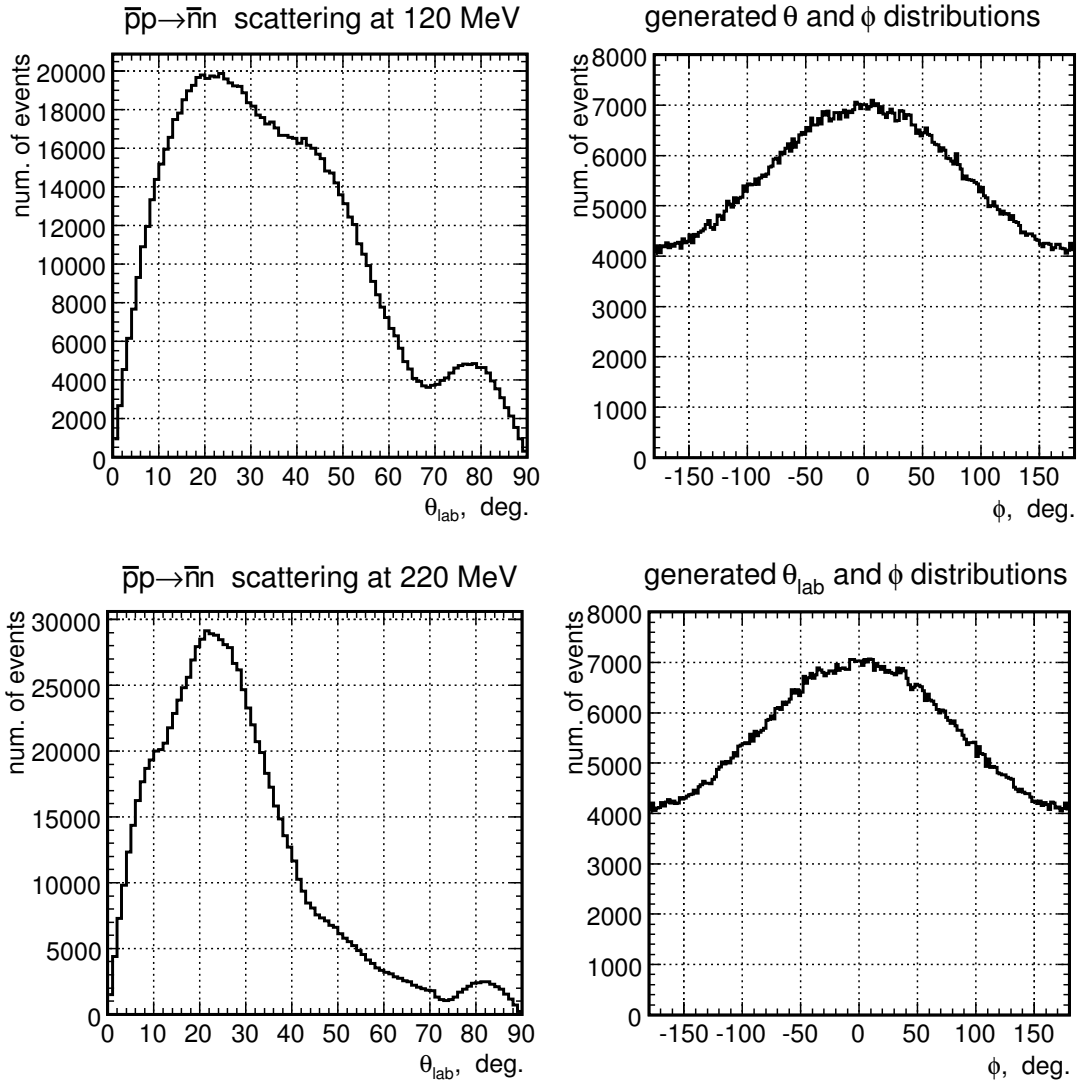 p̅p→n̅n scattering at 120 MeV
num. of events
20000
18000
16000
14000
12000
10000
8000
6000
4000
2000
0
0 10 20 30 40 50 60 70 80 90
θlab, deg.
generated θ and ϕ distributions
num. of events
8000
7000
6000
5000
4000
3000
2000
1000
0
-150 -100 -50 0 50 100 150
ϕ, deg.
p̅p→n̅n scattering at 220 MeV
num. of events
30000
25000
20000
15000
10000
5000
0
0 10 20 30 40 50 60 70 80 90
θlab, deg.
generated θlab and ϕ distributions
num. of events
8000
7000
6000
5000
4000
3000
2000
1000
0
-150 -100 -50 0 50 100 150
ϕ, deg.